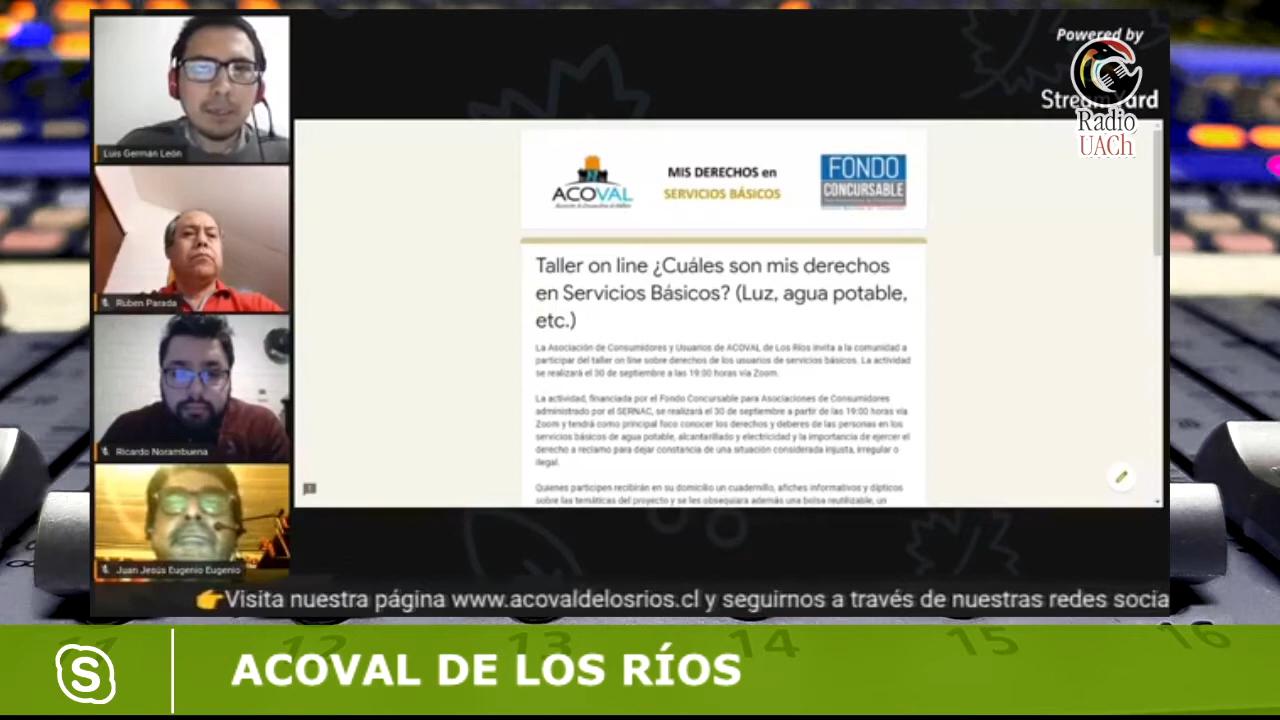 Powered by
StreamYard
Radio
UACh
Luis Germán León
Ruben Parada
Ricardo Norambuena
Juan Jesús Eugenio Eugenio
ACOVAL
MIS DERECHOS en
SERVICIOS BÁSICOS
FONDO
CONCURSABLE
Taller on line ¿Cuáles son mis derechos
en Servicios Básicos? (Luz, agua potable,
etc.)
La Asociación de Consumidores y Usuarios de ACOVAL de Los Ríos invita a la comunidad a
participar del taller on line sobre derechos de los usuarios de servicios básicos. La actividad
se realizará el 30 de septiembre a las 19:00 horas vía Zoom.
La actividad, financiada por el Fondo Concursable para Asociaciones de Consumidores
administrado por el SERNAC, se realizará el 30 de septiembre a partir de las 19:00 horas vía
Zoom y tendrá como principal foco conocer los derechos y deberes de las personas en los
servicios básicos de agua potable, alcantarillado y electricidad y la importancia de ejercer el
derecho a reclamo para dejar constancia de una situación considerada injusta, irregular o
ilegal.
Quienes participen recibirán en su domicilio un cuadernillo, afiches informativos y dípticos
sobre las temáticas del proyecto y se les obsequiara además una bolsa reutilizable, un
Visita nuestra página www.acovaldelosrios.cl y seguirnos a través de nuestras redes socia
12 13 14 15 16
S
ACOVAL DE LOS RÍOS